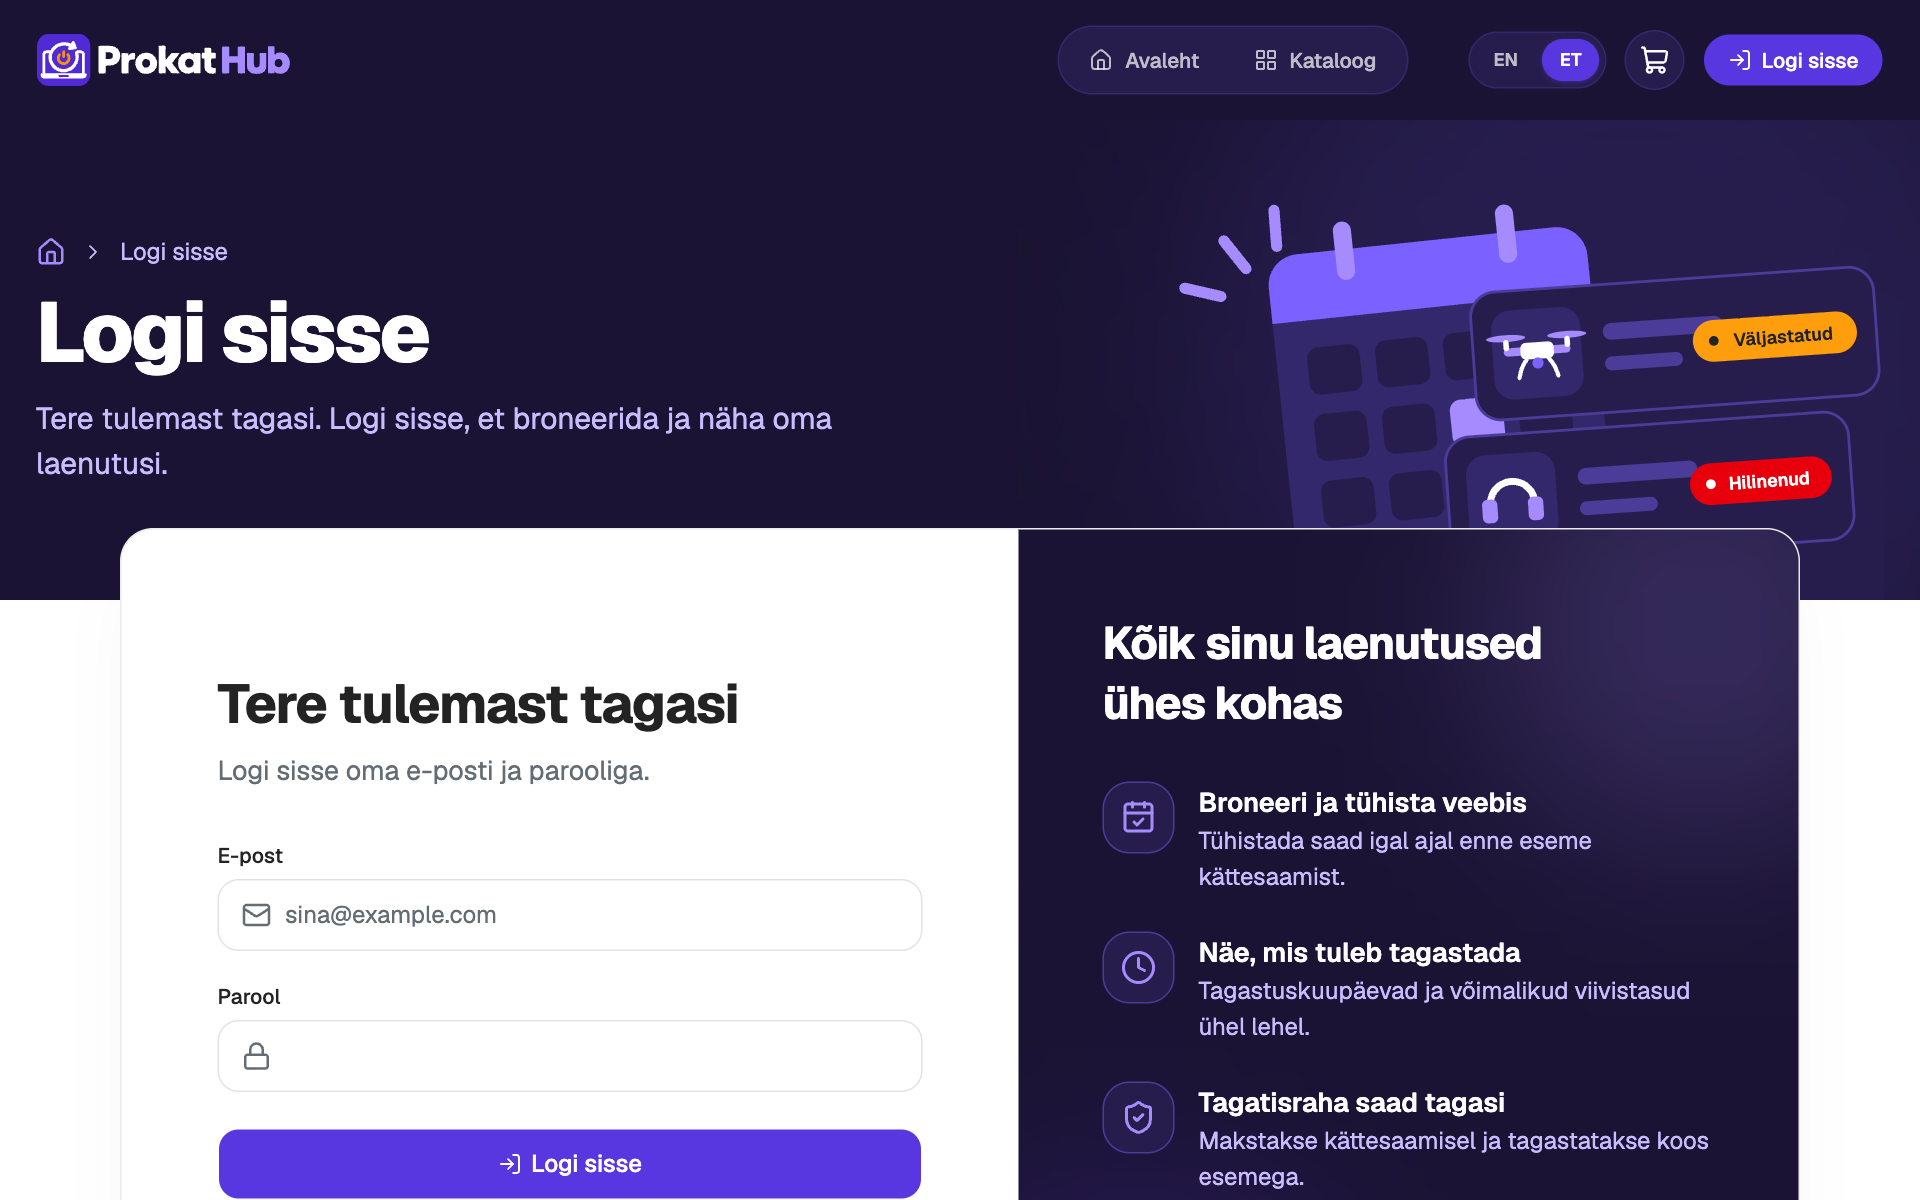 Prokat Hub
Avaleht
Kataloog
EN
ET
Logi sisse
Logi sisse
Logi sisse
Tere tulemast tagasi. Logi sisse, et broneerida ja näha oma
laenutusi.
Väljastatud
Hilinenud
Tere tulemast tagasi
Logi sisse oma e-posti ja parooliga.
E-post
sina@example.com
Parool
Logi sisse
Kõik sinu laenutused
ühes kohas
Broneeri ja tühista veebis
Tühistada saad igal ajal enne eseme
kättesaamist.
Näe, mis tuleb tagastada
Tagastuskuupäevad ja võimalikud viivistasud
ühel lehel.
Tagatisraha saad tagasi
Makstakse kättesaamisel ja tagastatakse koos
esemega.